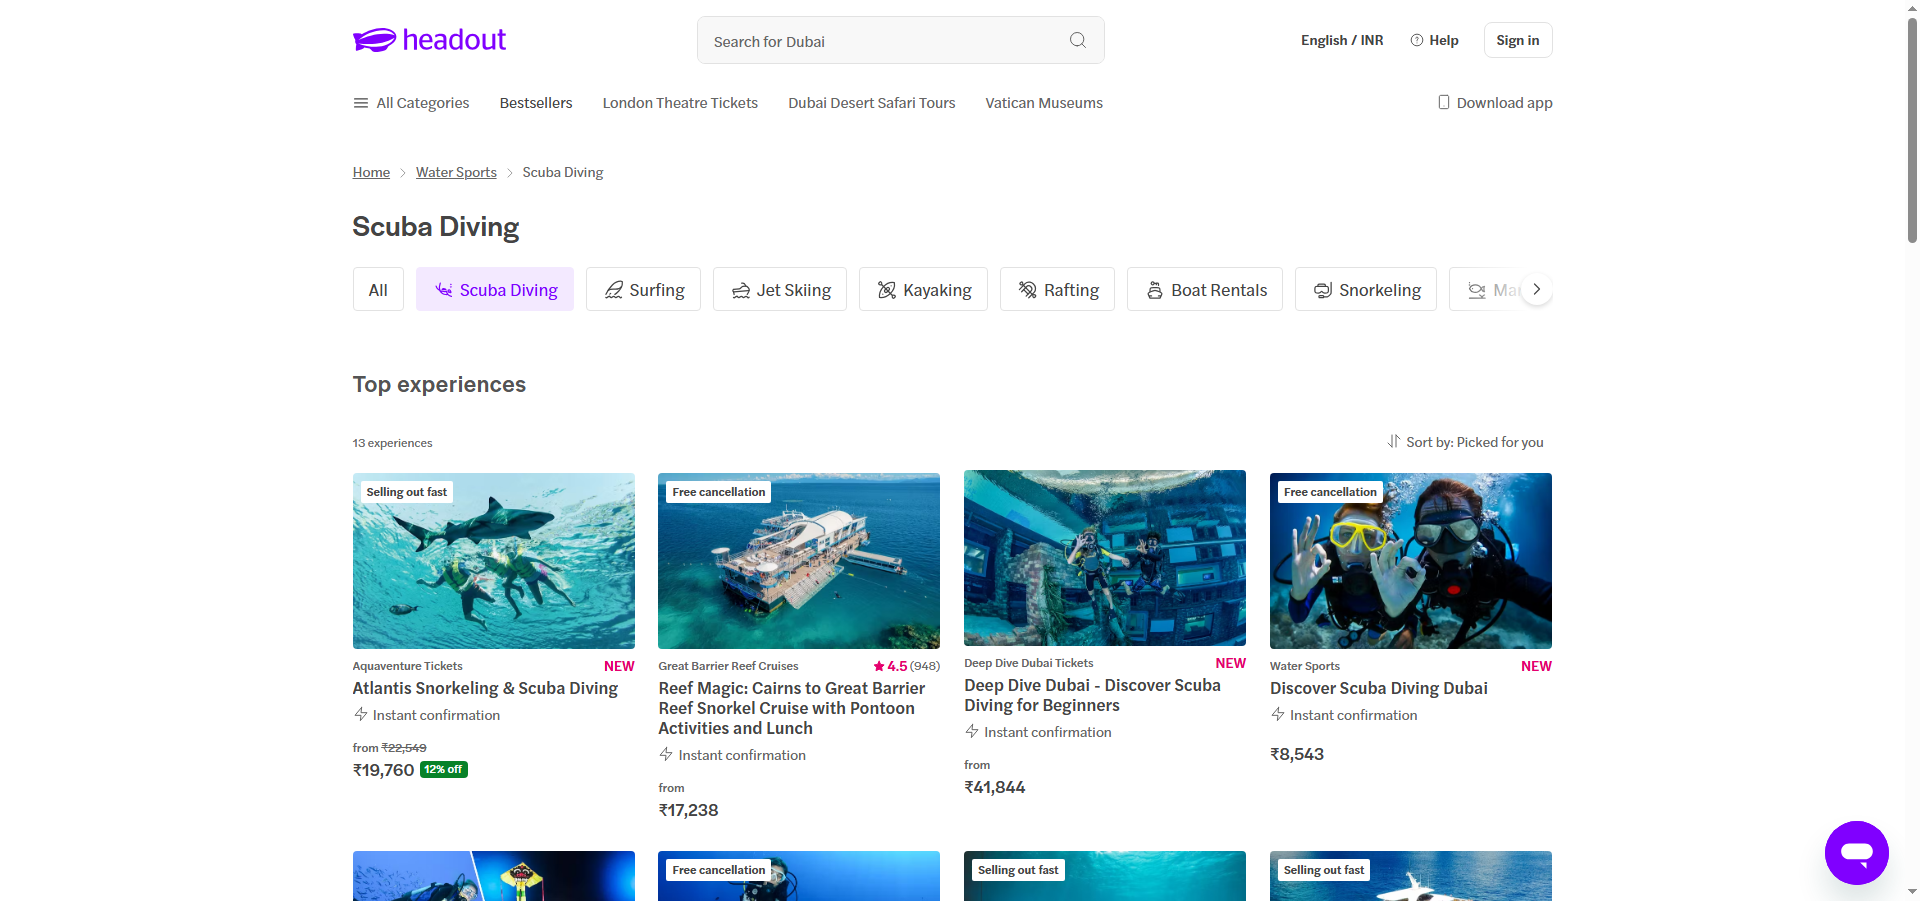 headout
Search for Dubai
English / INR
Help
Sign in
All Categories
Bestsellers
London Theatre Tickets
Dubai Desert Safari Tours
Vatican Museums
Download app
Home
Water Sports
Scuba Diving
Scuba Diving
All
Scuba Diving
Surfing
Jet Skiing
Kayaking
Rafting
Boat Rentals
Snorkeling
Top experiences
13 experiences
Sort by: Picked for you
Selling out fast
Aquaventure Tickets
NEW
Atlantis Snorkeling & Scuba Diving
Instant confirmation
from ₹22,549
₹19,760 12% off
Free cancellation
Great Barrier Reef Cruises
4.5 (948)
Reef Magic: Cairns to Great Barrier
Reef Snorkel Cruise with Pontoon
Activities and Lunch
Instant confirmation
from
₹17,238
Deep Dive Dubai Tickets
NEW
Deep Dive Dubai - Discover Scuba
Diving for Beginners
Instant confirmation
from
₹41,844
Free cancellation
Water Sports
NEW
Discover Scuba Diving Dubai
Instant confirmation
₹8,543
Free cancellation
Selling out fast
Selling out fast